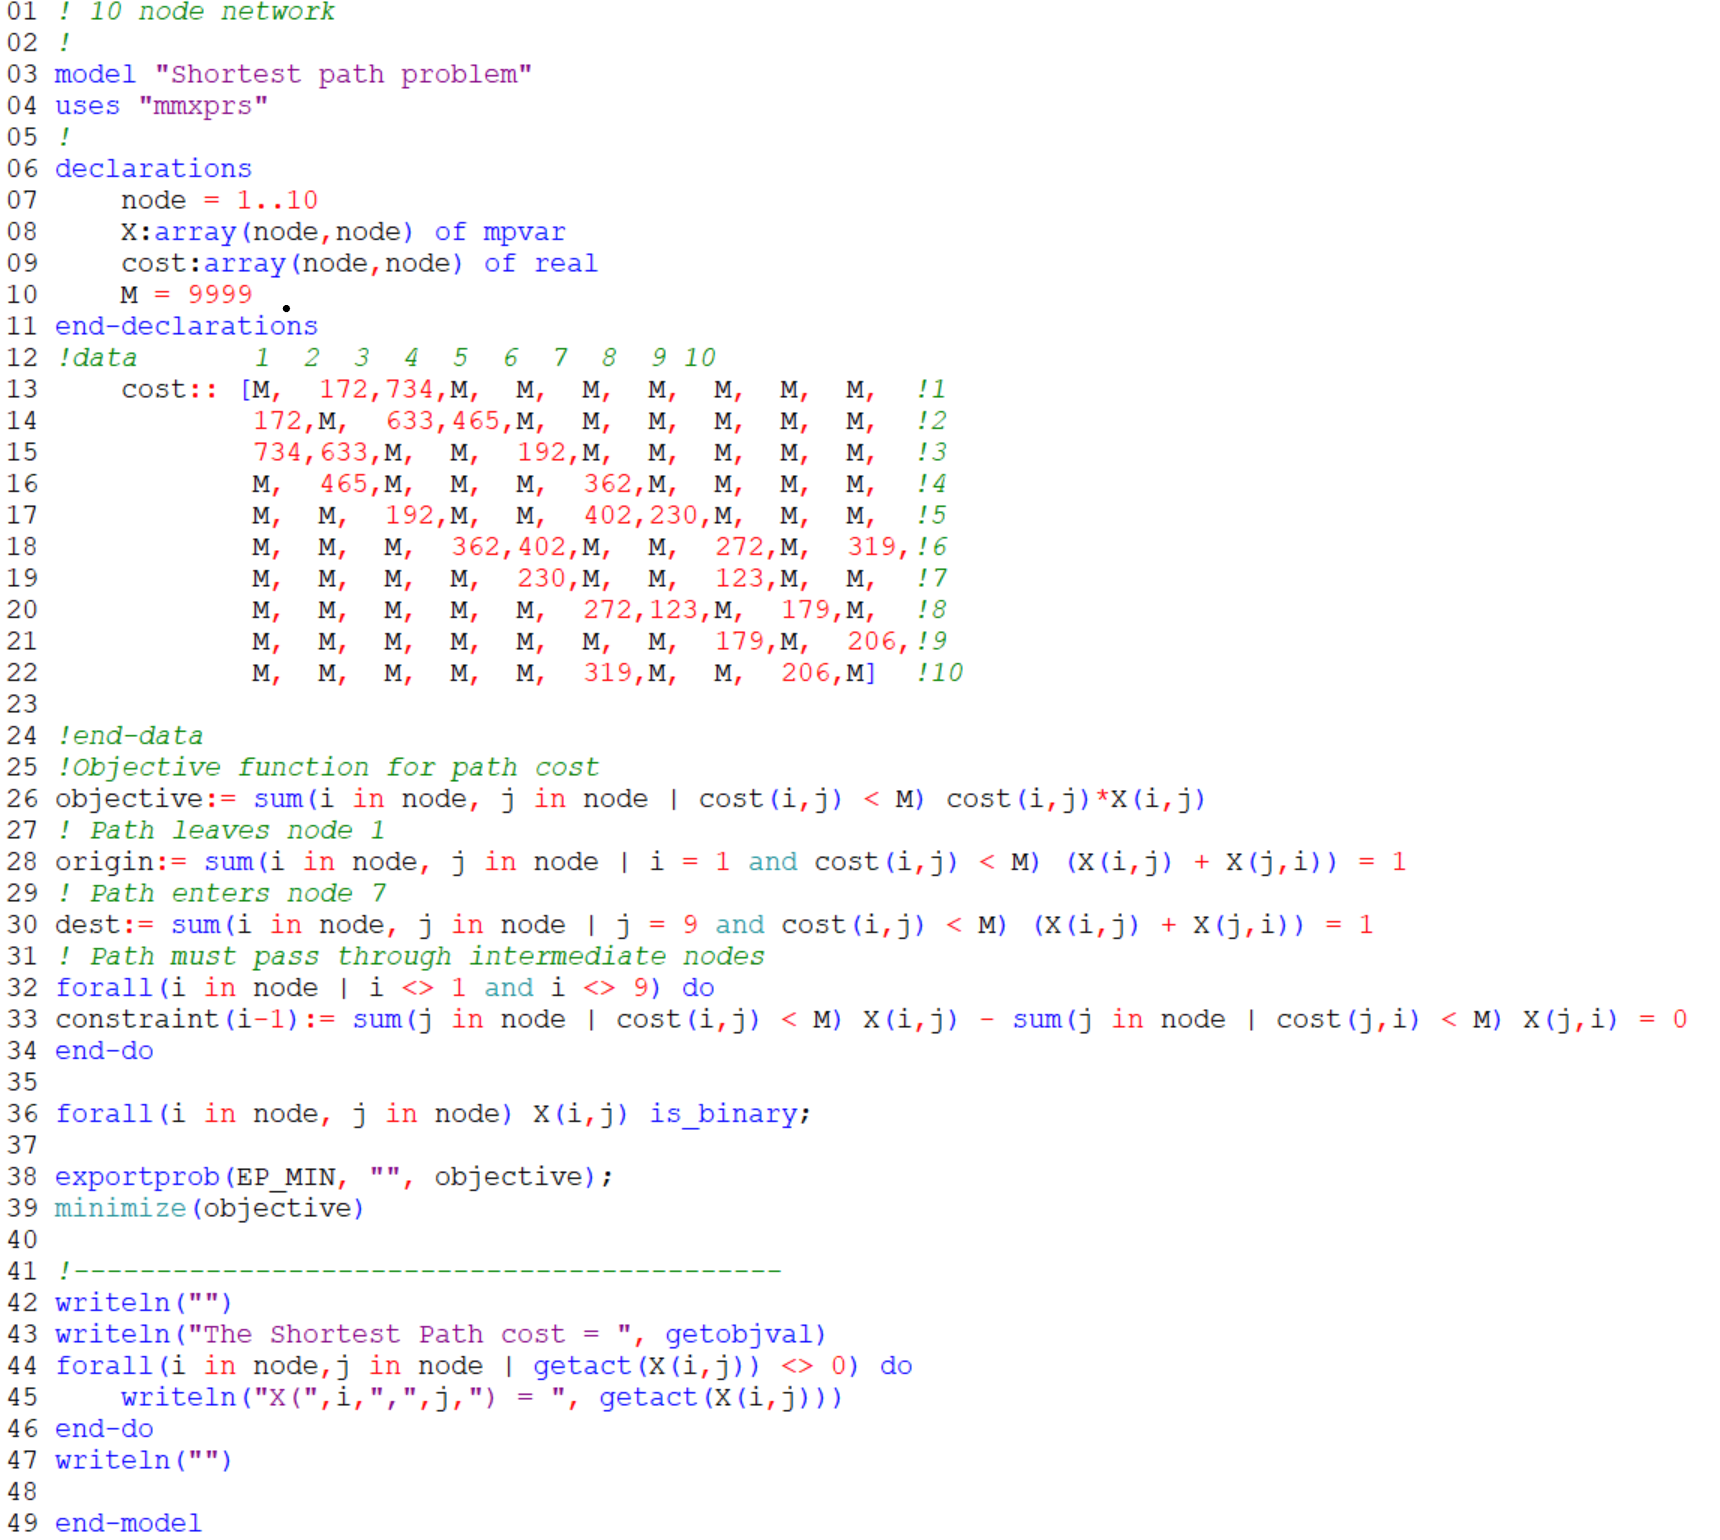 01 ! 10 node network
02 !
03 model "Shortest path problem"
04 uses "mmxprs"
05 !
06 declarations
07     node = 1..10
08     X:array(node,node) of mpvar
09     cost:array(node,node) of real
10     M = 9999
11 end-declarations
12 !data       1  2  3  4  5  6  7  8  9 10
13     cost:: [M,  172,734,M,  M,  M,  M,  M,  M,  M,  !1
14             172,M,  633,465,M,  M,  M,  M,  M,  M,  !2
15             734,633,M,  M,  192,M,  M,  M,  M,  M,  !3
16             M,  465,M,  M,  M,  362,M,  M,  M,  M,  !4
17             M,  M,  192,M,  M,  402,230,M,  M,  M,  !5
18             M,  M,  M,  362,402,M,  M,  272,M,  319,!6
19             M,  M,  M,  M,  230,M,  M,  123,M,  M,  !7
20             M,  M,  M,  M,  M,  272,123,M,  179,M,  !8
21             M,  M,  M,  M,  M,  M,  M,  179,M,  206,!9
22             M,  M,  M,  M,  M,  319,M,  M,  206,M]  !10
23
24 !end-data
25 !Objective function for path cost
26 objective:= sum(i in node, j in node | cost(i,j) < M) cost(i,j)*X(i,j)
27 ! Path leaves node 1
28 origin:= sum(i in node, j in node | i = 1 and cost(i,j) < M) (X(i,j) + X(j,i)) = 1
29 ! Path enters node 7
30 dest:= sum(i in node, j in node | j = 9 and cost(i,j) < M) (X(i,j) + X(j,i)) = 1
31 ! Path must pass through intermediate nodes
32 forall(i in node | i <> 1 and i <> 9) do
33 constraint(i-1):= sum(j in node | cost(i,j) < M) X(i,j) - sum(j in node | cost(j,i) < M) X(j,i) = 0
34 end-do
35
36 forall(i in node, j in node) X(i,j) is_binary;
37
38 exportprob(EP_MIN, "", objective);
39 minimize(objective)
40
41 !-------------------------------------------
42 writeln("")
43 writeln("The Shortest Path cost = ", getobjval)
44 forall(i in node,j in node | getact(X(i,j)) <> 0) do
45     writeln("X(",i,",",j,") = ", getact(X(i,j)))
46 end-do
47 writeln("")
48
49 end-model